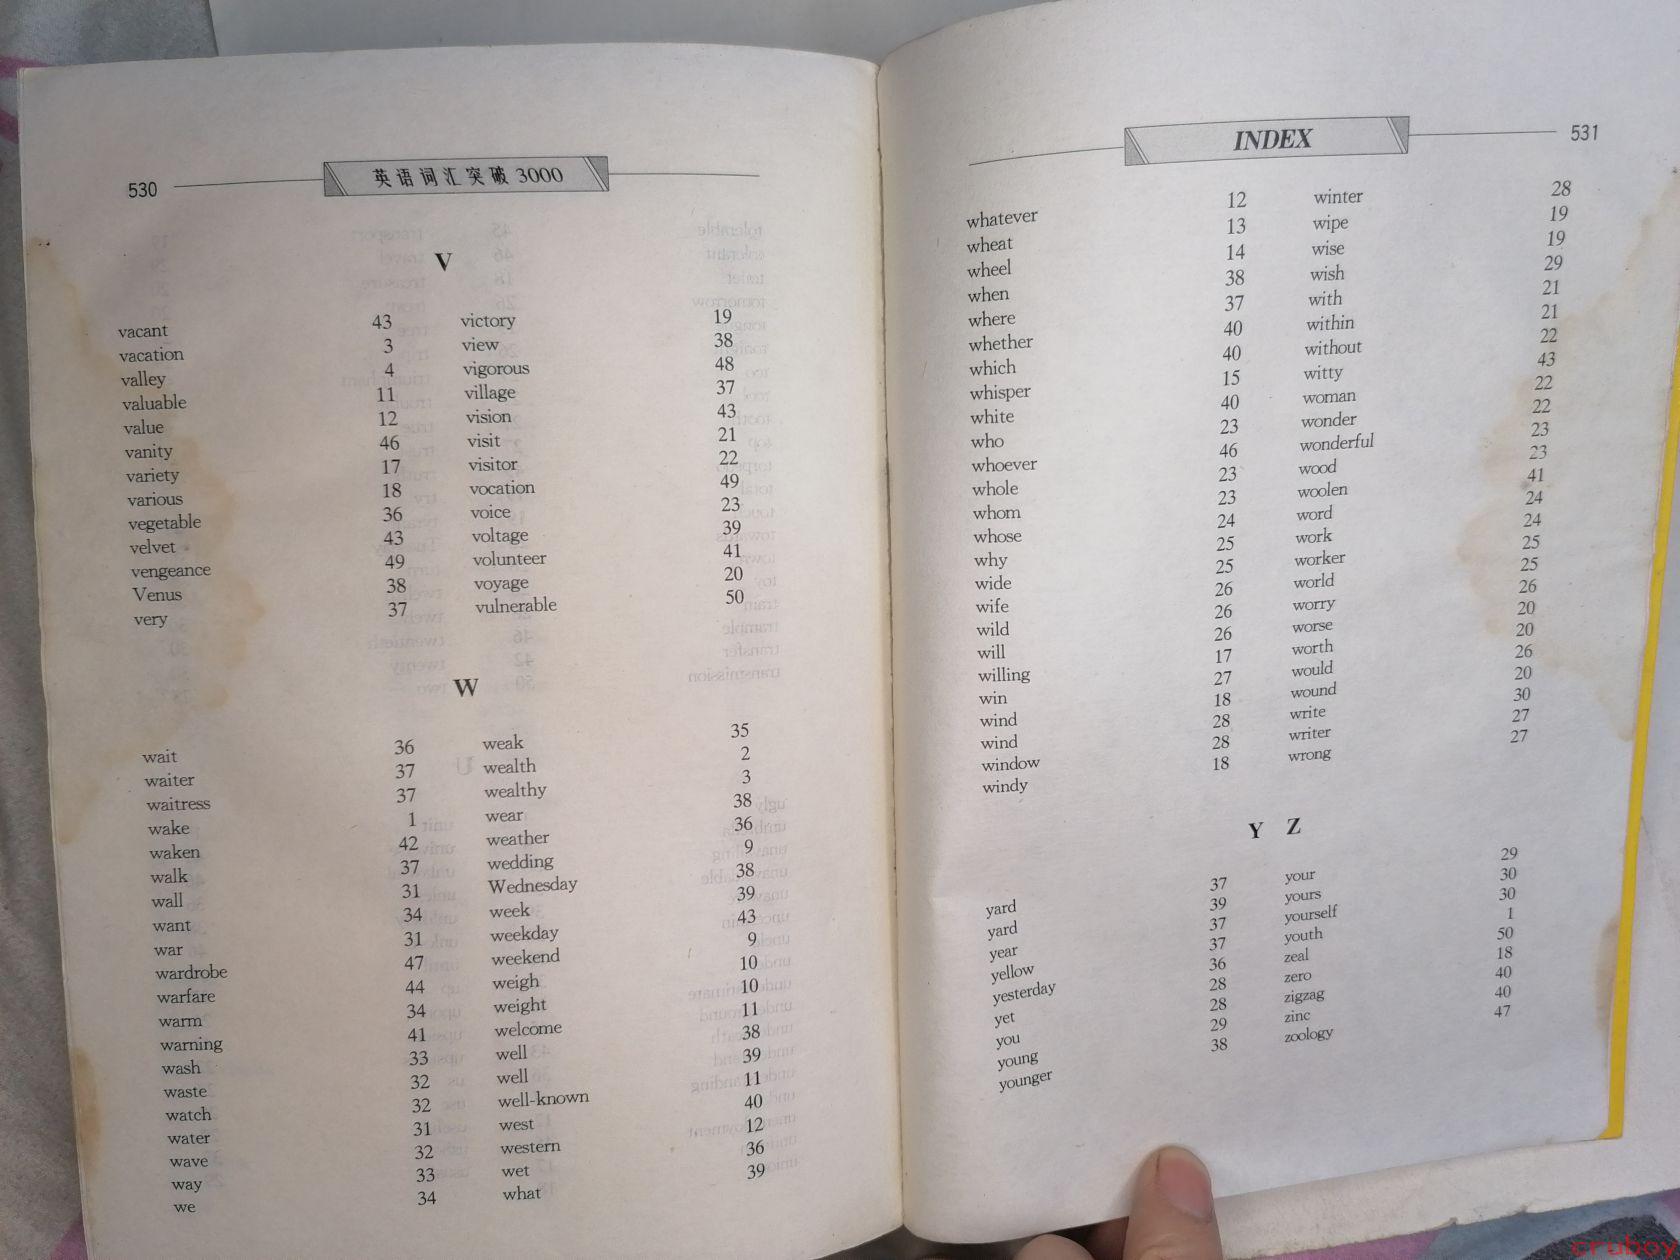 530 英语词汇突破3000
V
vacant 43
vacation 3
valley 4
valuable 11
value 12
vanity 46
variety 17
various 18
vegetable 36
velvet 43
vengeance 49
Venus 38
very 37
victory 19
view 38
vigorous 48
village 37
vision 43
visit 21
visitor 22
vocation 49
voice 23
voltage 39
volunteer 41
voyage 20
vulnerable 50
W
wait 36
waiter 37
waitress 37
wake 1
waken 42
walk 37
wall 31
want 34
war 31
wardrobe 47
warfare 44
warm 34
warning 41
wash 33
waste 32
watch 32
water 31
wave 32
way 33
we 34
weak 35
wealth 2
wealthy 3
wear 38
weather 36
wedding 9
Wednesday 38
week 39
weekday 43
weekend 9
weigh 10
weight 10
welcome 11
well 38
well 39
well-known 11
west 40
western 12
wet 36
what 39
INDEX 531
whatever 12
wheat 13
wheel 14
when 38
where 37
whether 40
which 40
whisper 15
white 40
who 23
whoever 46
whole 23
whom 23
whose 24
why 25
wide 25
wife 26
wild 26
will 26
willing 17
win 27
wind 18
wind 28
window 28
windy 18
winter 28
wipe 19
wise 19
wish 29
with 21
within 21
without 22
witty 43
woman 22
wonder 22
wonderful 23
wood 23
woolen 41
word 24
work 24
worker 25
world 25
worry 26
worse 20
worth 20
would 26
wound 20
write 30
writer 27
wrong 27
Y Z
yard 37
yard 39
year 37
yellow 37
yesterday 36
yet 28
you 28
young 29
younger 38
your 29
yours 30
yourself 30
youth 1
zeal 50
zero 18
zigzag 40
zinc 40
zoology 47
cruboy